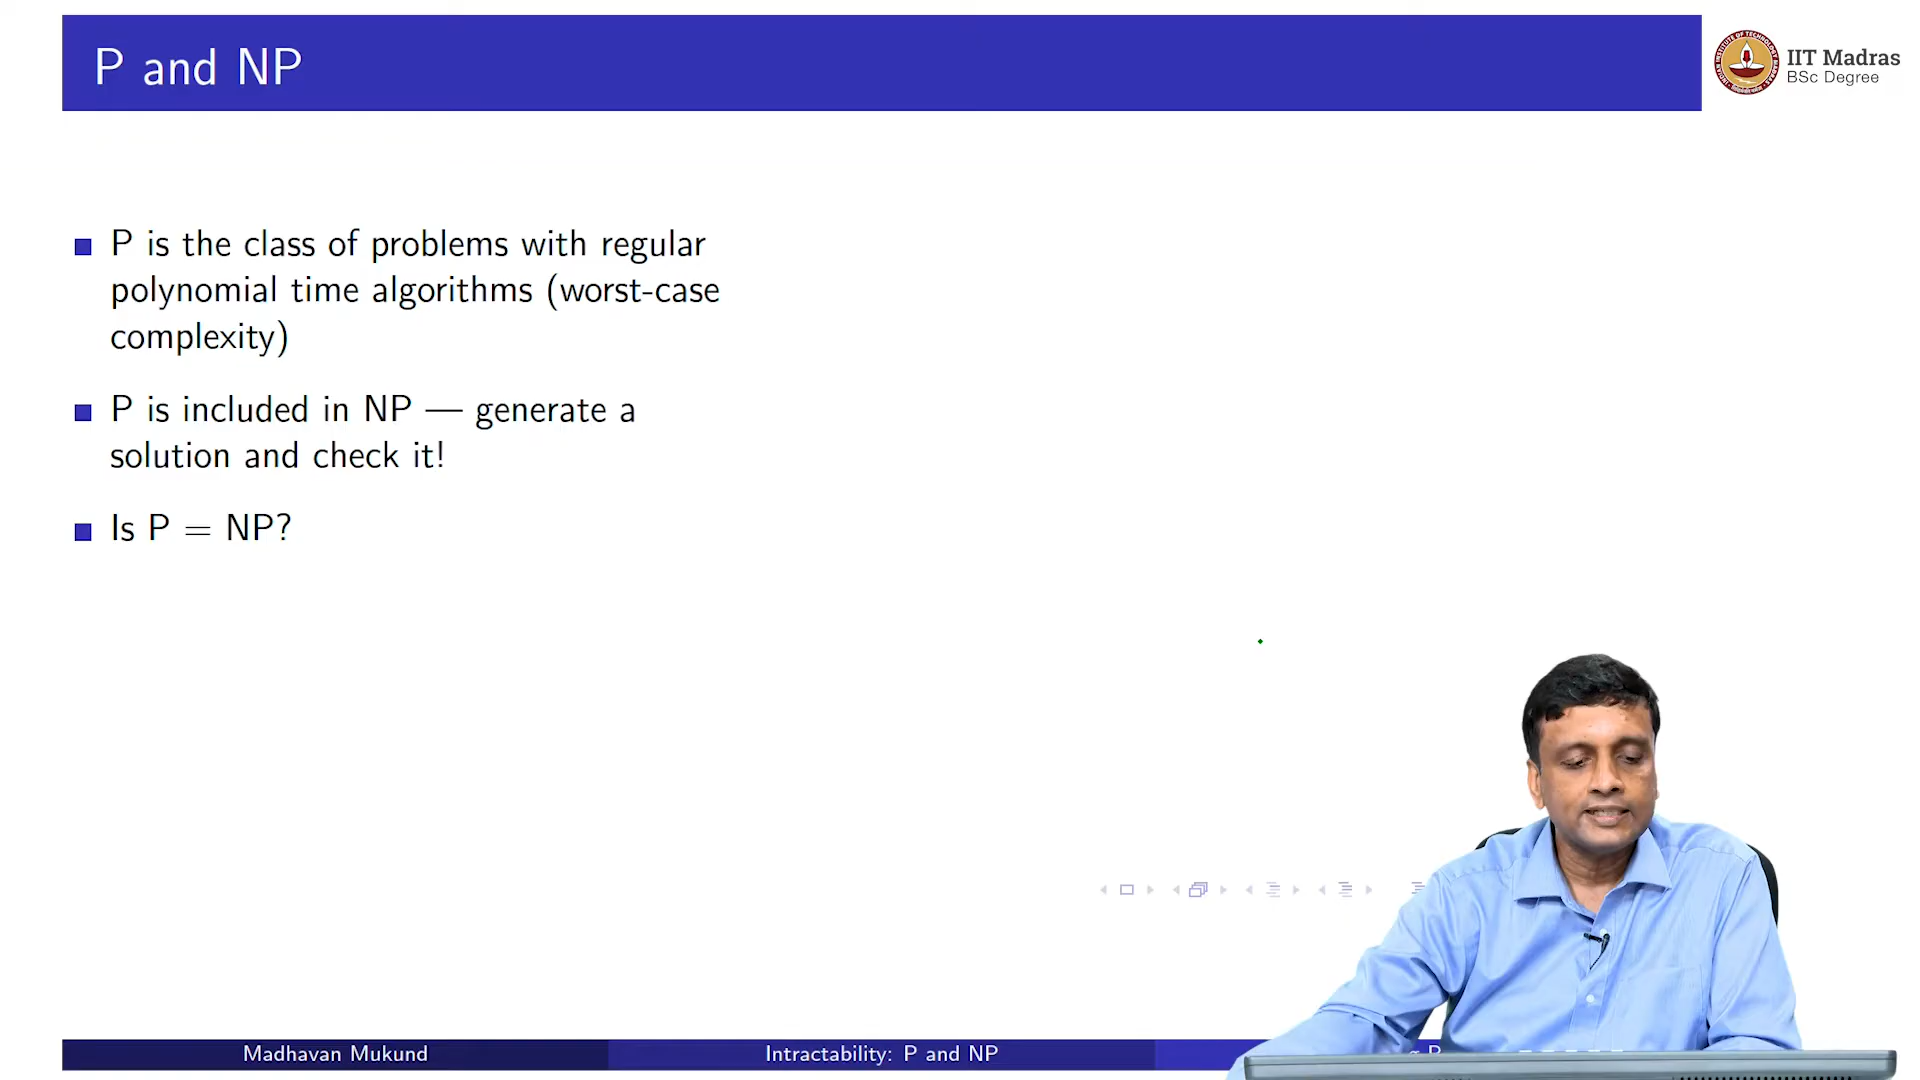 P and NP
IIT Madras
BSc Degree
P is the class of problems with regular
polynomial time algorithms (worst-case
complexity)
P is included in NP — generate a
solution and check it!
Is P = NP?
Madhavan Mukund
Intractability: P and NP